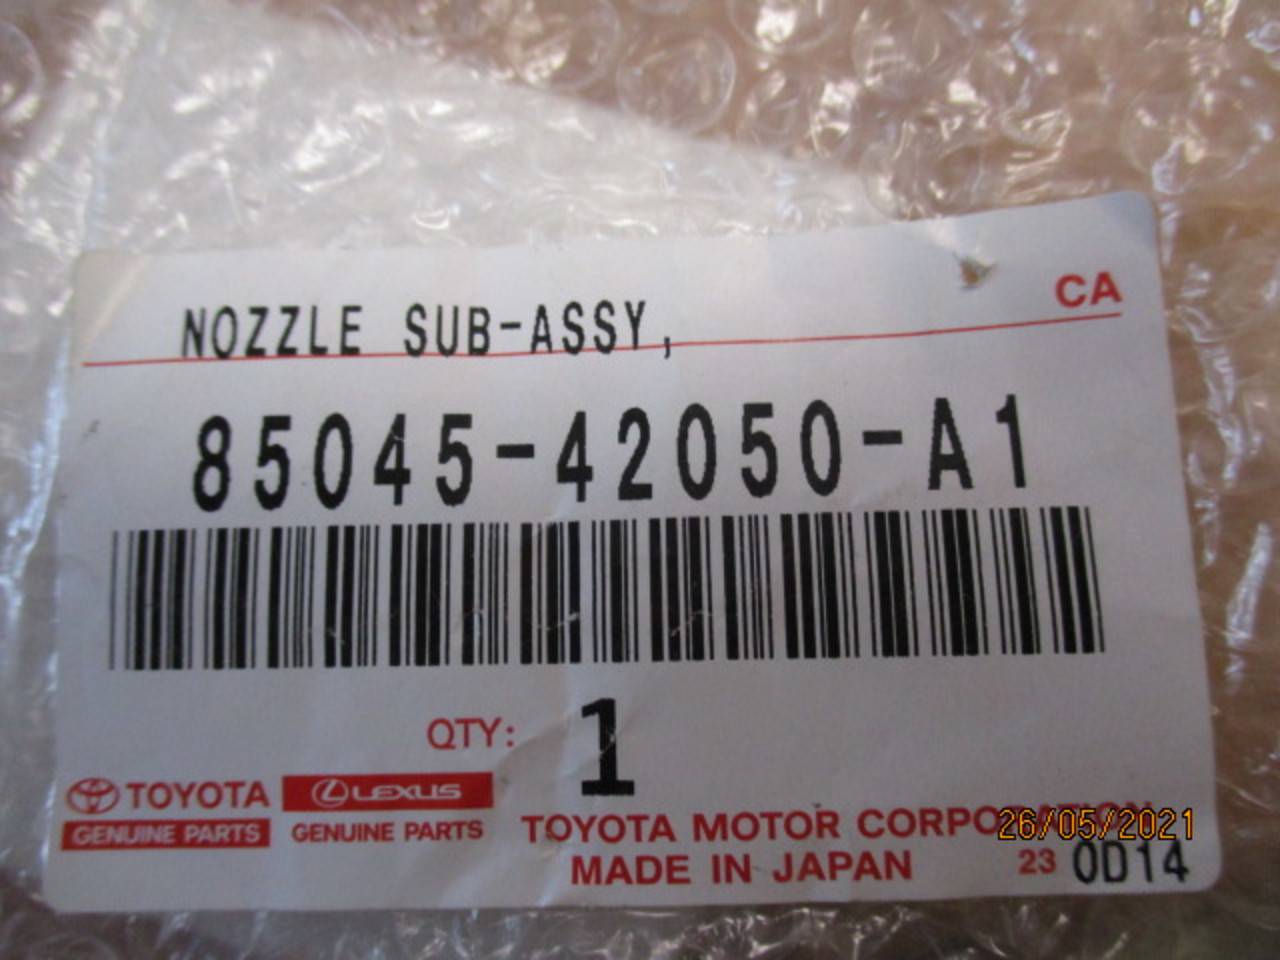 CA
NOZZLE SUB-ASSY,
85045-42050-A1
QTY: 1
TOYOTA LEXUS
GENUINE PARTS GENUINE PARTS
TOYOTA MOTOR CORPORATION
26/05/2021
MADE IN JAPAN 23 0D14